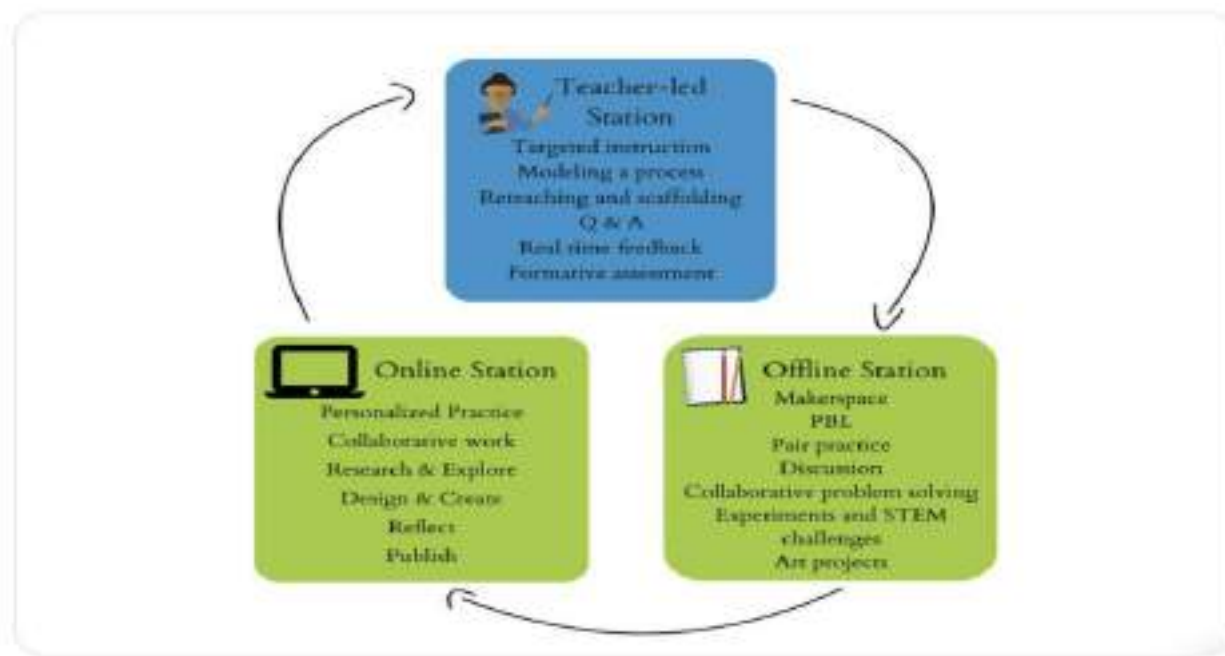 Teacher-led
Station
Targeted instruction
Modeling a process
Reteaching and scaffolding
Q & A
Real time feedback
Formative assessment
Online Station
Personalized Practice
Collaborative work
Research & Explore
Design & Create
Reflect
Publish
Offline Station
Makerspace
PBL
Pair practice
Discussion
Collaborative problem solving
Experiments and STEM
challenges
Art projects